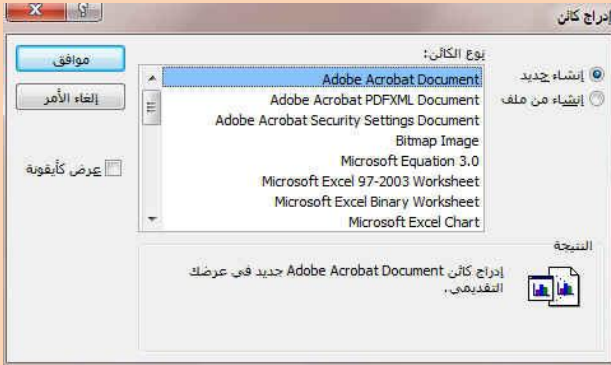 إدراج كائن
نوع الكائن:
إنشاء جديد
إنشاء من ملف
Adobe Acrobat Document
Adobe Acrobat PDFXML Document
Adobe Acrobat Security Settings Document
Bitmap Image
Microsoft Equation 3.0
Microsoft Excel 97-2003 Worksheet
Microsoft Excel Binary Worksheet
Microsoft Excel Chart
موافق
إلغاء الأمر
عرض كأيقونة
النتيجة
إدراج كائن Adobe Acrobat Document جديد في عرضك
التقديمي.